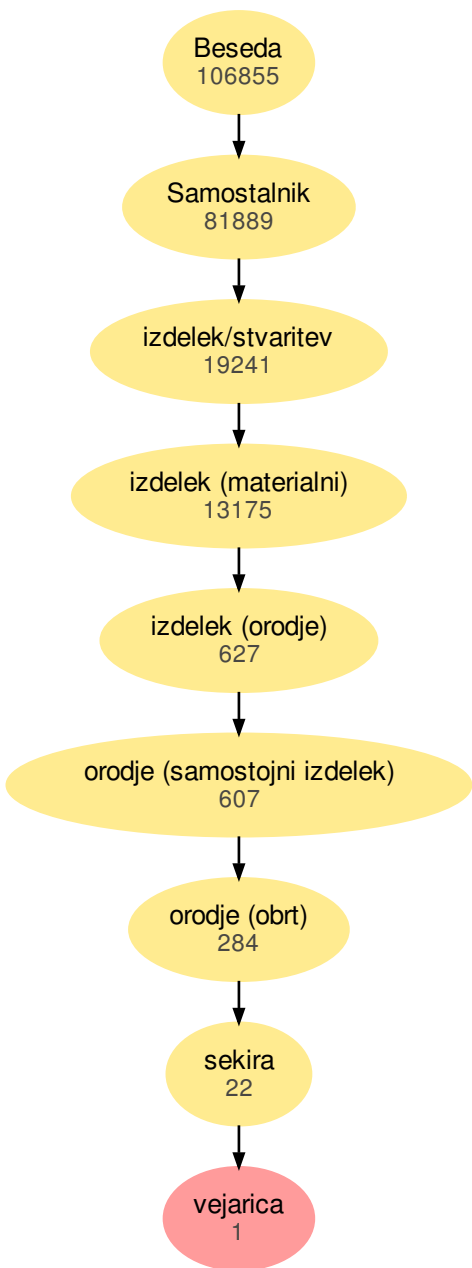 Beseda
106855
Samostalnik
81889
izdelek/stvaritev
19241
izdelek (materialni)
13175
izdelek (orodje)
627
orodje (samostojni izdelek)
607
orodje (obrt)
284
sekira
22
vejarica
1